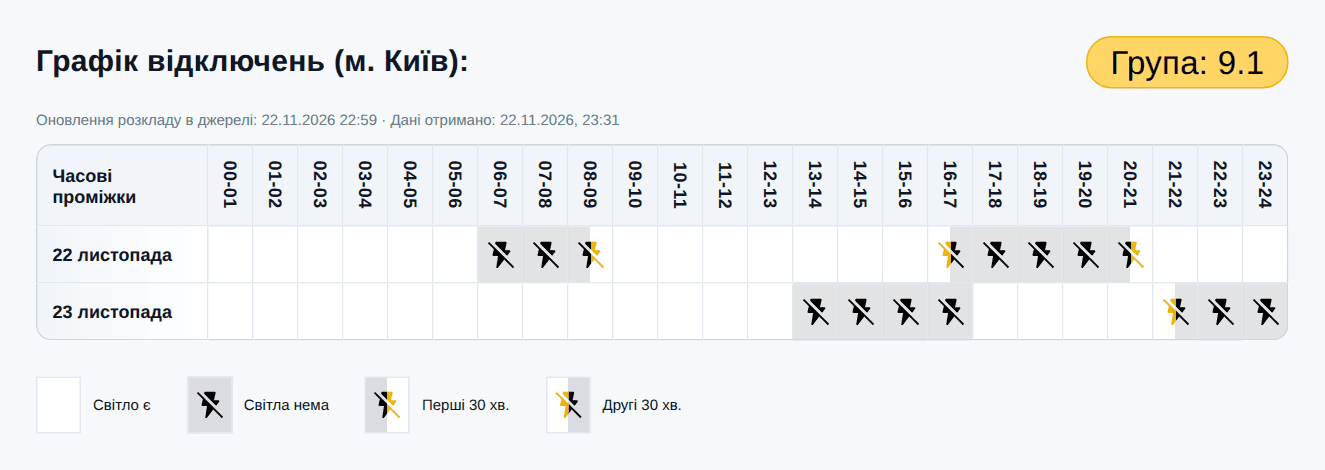 Графік відключень (м. Київ):
Група: 9.1
Оновлення розкладу в джерелі: 22.11.2026 22:59 · Дані отримано: 22.11.2026, 23:31
Часові
проміжки
00-01
01-02
02-03
03-04
04-05
05-06
06-07
07-08
08-09
09-10
10-11
11-12
12-13
13-14
14-15
15-16
16-17
17-18
18-19
19-20
20-21
21-22
22-23
23-24
22 листопада
23 листопада
Світло є
Світла нема
Перші 30 хв.
Другі 30 хв.